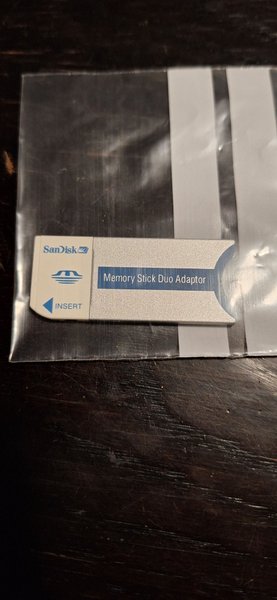 SanDisk
Memory Stick Duo Adaptor
INSERT